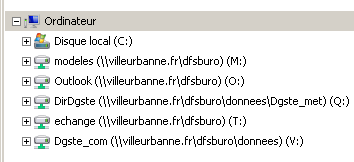 Ordinateur
Disque local (C:)
modeles (\\villeurbanne.fr\dfsburo) (M:)
Outlook (\\villeurbanne.fr\dfsburo) (O:)
DirDgste (\\villeurbanne.fr\dfsburo\donnees\Dgste_met) (Q:)
echange (\\villeurbanne.fr\dfsburo) (T:)
Dgste_com (\\villeurbanne.fr\dfsburo\donnees) (V:)